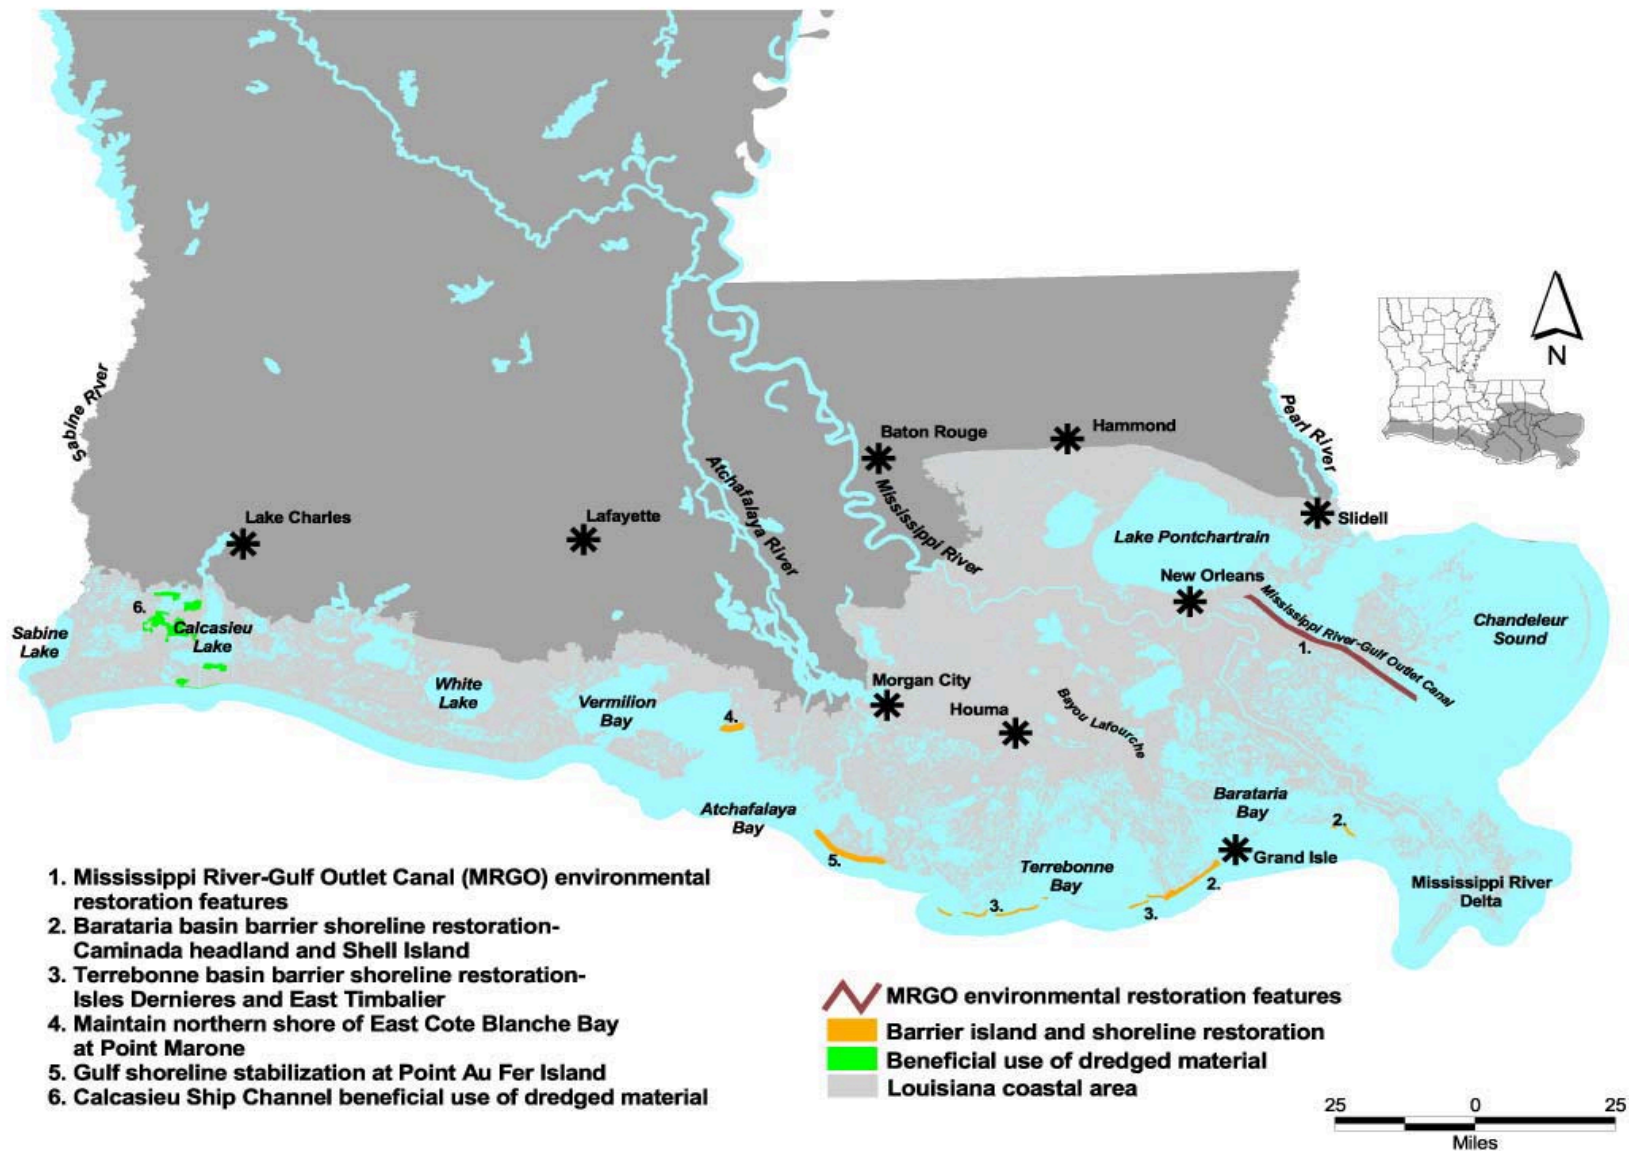 Sabine River
Atchafalaya River
Mississippi River
Pearl River
N
Baton Rouge
Hammond
Slidell
Lake Charles
Lafayette
Lake Pontchartrain
New Orleans
Mississippi River-Gulf Outlet Canal
1.
Chandeleur
Sound
6.
Calcasieu
Lake
Sabine
Lake
White
Lake
Vermilion
Bay
4.
Morgan City
Houma
Bayou Lafourche
Atchafalaya
Bay
5.
Barataria
Bay
2.
Grand Isle
2.
Terrebonne
Bay
3.
3.
Mississippi River
Delta
1. Mississippi River-Gulf Outlet Canal (MRGO) environmental
restoration features
2. Barataria basin barrier shoreline restoration-
Caminada headland and Shell Island
3. Terrebonne basin barrier shoreline restoration-
Isles Dernieres and East Timbalier
4. Maintain northern shore of East Cote Blanche Bay
at Point Marone
5. Gulf shoreline stabilization at Point Au Fer Island
6. Calcasieu Ship Channel beneficial use of dredged material
MRGO environmental restoration features
Barrier island and shoreline restoration
Beneficial use of dredged material
Louisiana coastal area
25 0 25
Miles